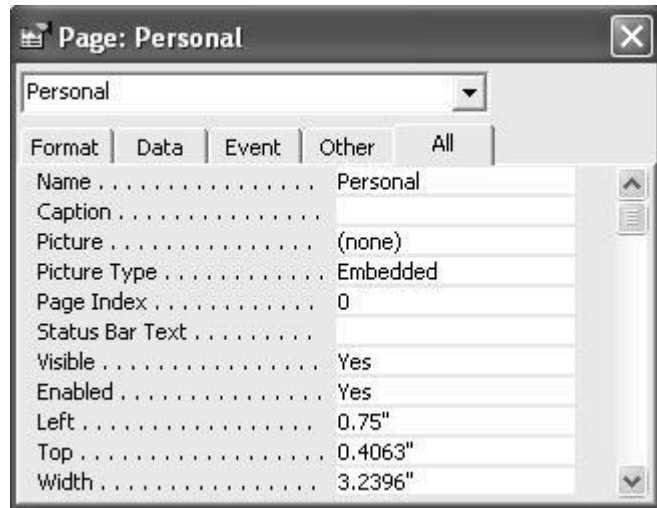 Page: Personal
Personal
Format Data Event Other All
Name . . . . . . . . . . . . . . . . Personal
Caption . . . . . . . . . . . . . . .
Picture . . . . . . . . . . . . . . . (none)
Picture Type . . . . . . . . . . . . Embedded
Page Index . . . . . . . . . . . . . 0
Status Bar Text . . . . . . . . .
Visible . . . . . . . . . . . . . . . . Yes
Enabled . . . . . . . . . . . . . . . Yes
Left . . . . . . . . . . . . . . . . . . 0.75"
Top . . . . . . . . . . . . . . . . . . 0.4063"
Width . . . . . . . . . . . . . . . . 3.2396"